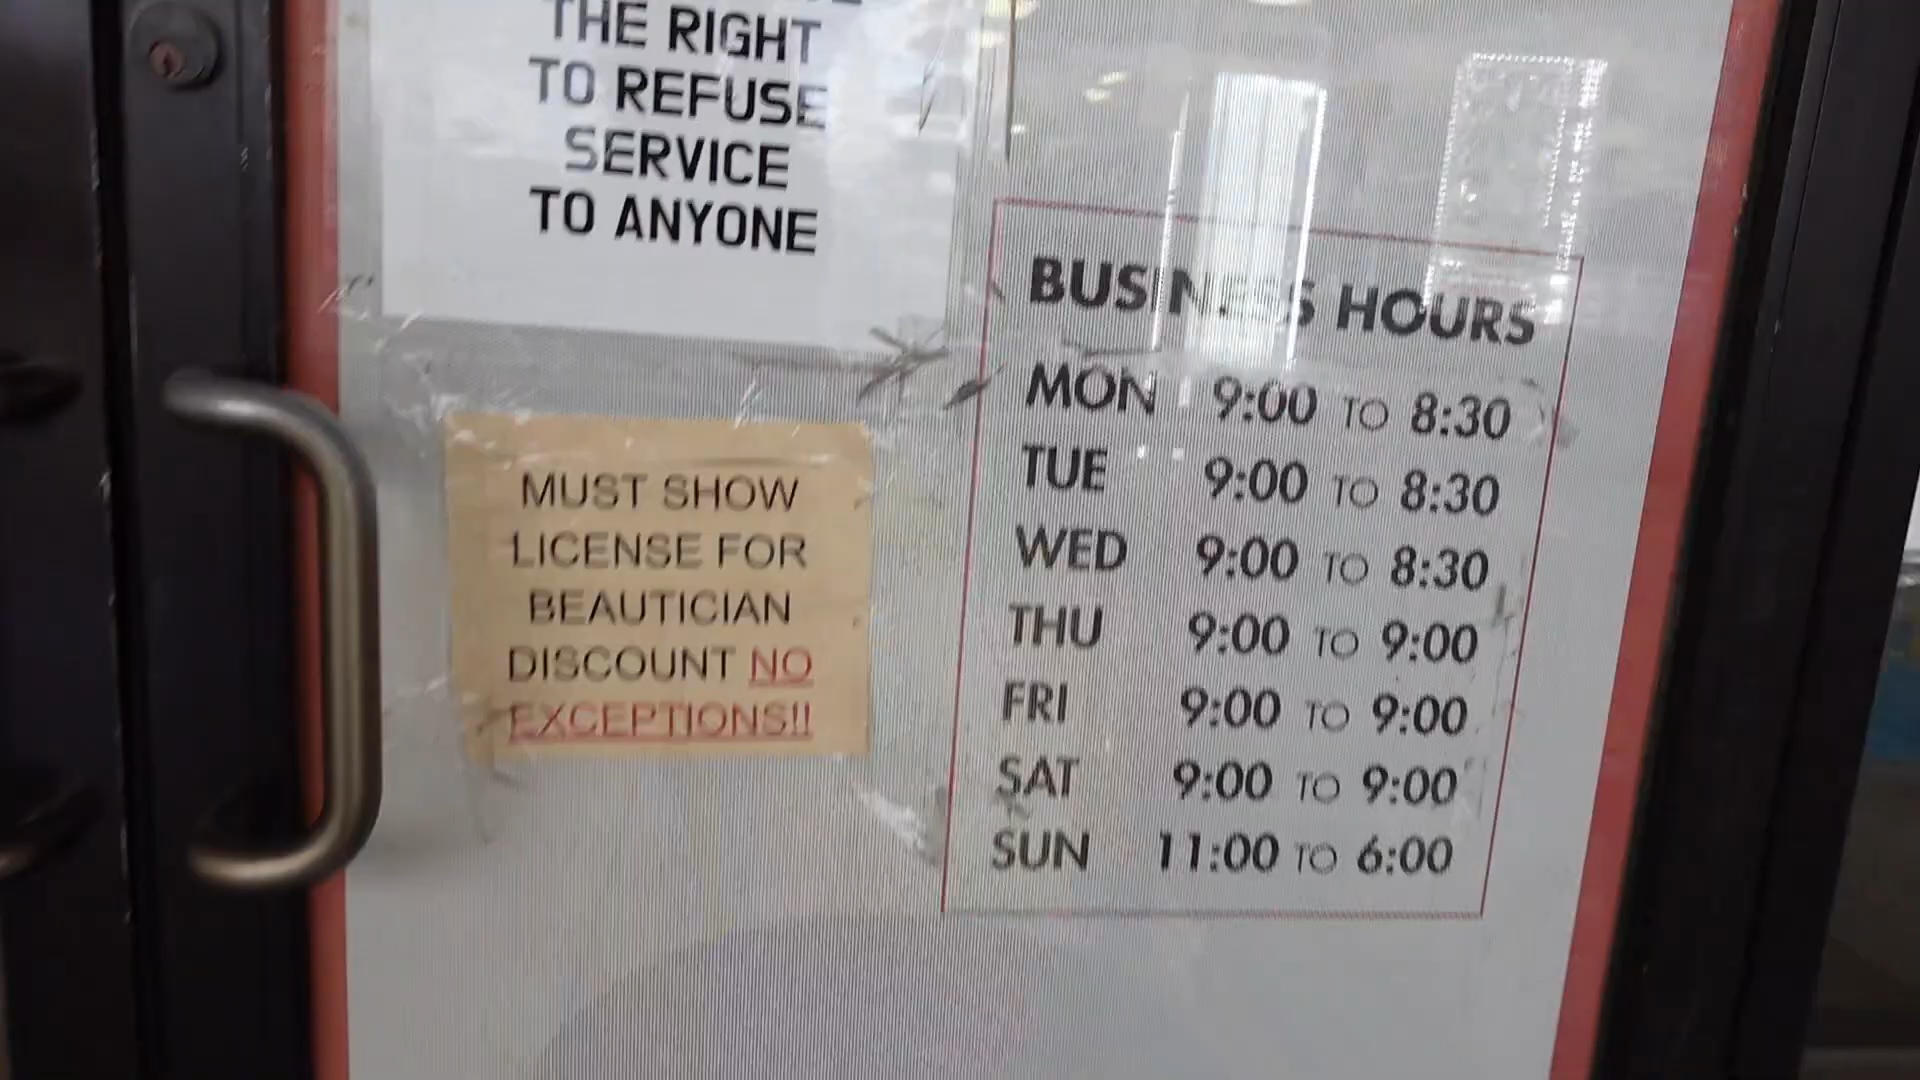 THE RIGHT
TO REFUSE
SERVICE
TO ANYONE
MUST SHOW
LICENSE FOR
BEAUTICIAN
DISCOUNT NO
EXCEPTIONS!!
BUSINESS HOURS
MON 9:00 TO 8:30
TUE 9:00 TO 8:30
WED 9:00 TO 8:30
THU 9:00 TO 9:00
FRI 9:00 TO 9:00
SAT 9:00 TO 9:00
SUN 11:00 TO 6:00